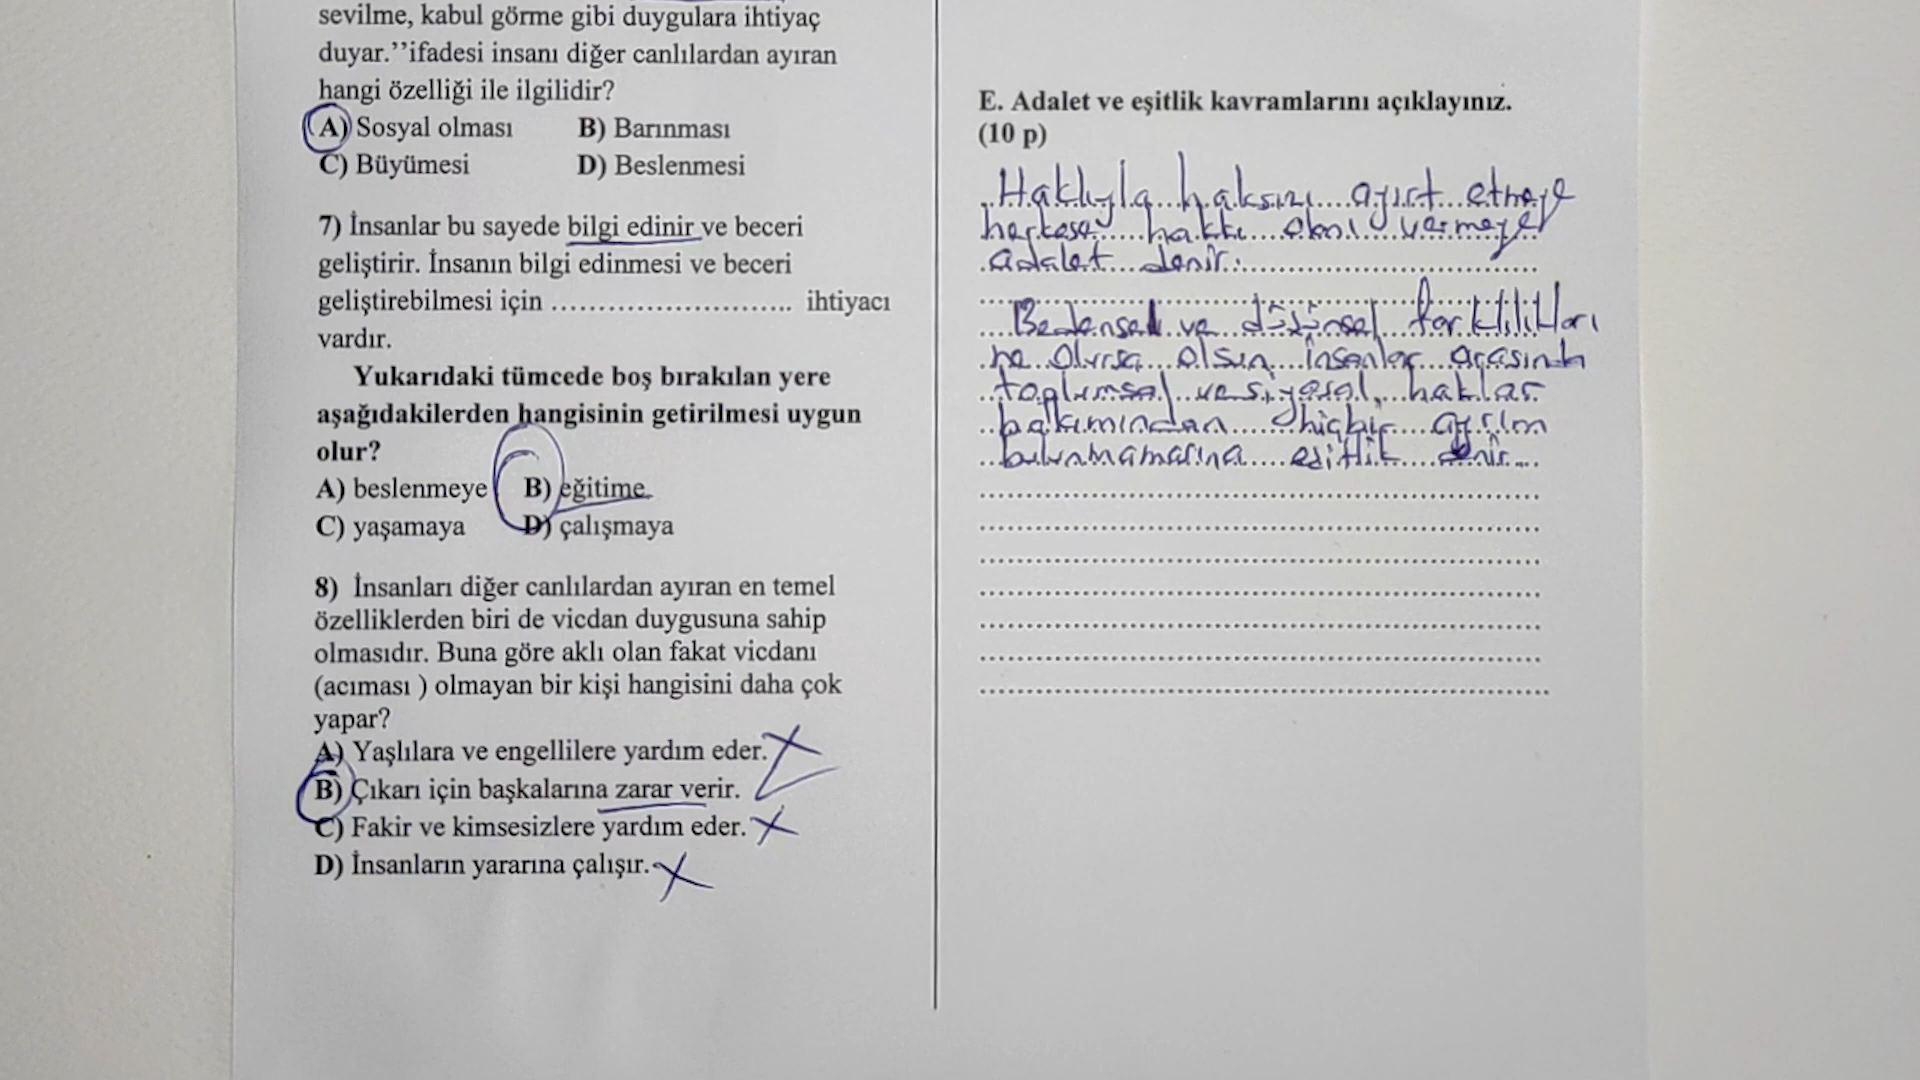 sevilme, kabul görme gibi duygulara ihtiyaç
duyar.’’ifadesi insanı diğer canlılardan ayıran
hangi özelliği ile ilgilidir?
A) Sosyal olması B) Barınması
C) Büyümesi D) Beslenmesi
7) İnsanlar bu sayede bilgi edinir ve beceri
geliştirir. İnsanın bilgi edinmesi ve beceri
geliştirebilmesi için ........................... ihtiyacı
vardır.
Yukarıdaki tümcede boş bırakılan yere
aşağıdakilerden hangisinin getirilmesi uygun
olur?
A) beslenmeye B) eğitime
C) yaşamaya D) çalışmaya
8) İnsanları diğer canlılardan ayıran en temel
özelliklerden biri de vicdan duygusuna sahip
olmasıdır. Buna göre aklı olan fakat vicdanı
(acıması ) olmayan bir kişi hangisini daha çok
yapar?
A) Yaşlılara ve engellilere yardım eder.
B) Çıkarı için başkalarına zarar verir.
C) Fakir ve kimsesizlere yardım eder.
D) İnsanların yararına çalışır.
E. Adalet ve eşitlik kavramlarını açıklayınız.
(10 p)
Haklıyla haksızı ayırt etmeye
herkese hakkı olanı vermeye
adalet denir.
Bedensel ve düşünsel farklılıkları
ne olursa olsun insanlar arasında
toplumsal ve siyasal haklar
bakımından hiçbir ayrım
bulunmamasına eşitlik denir.